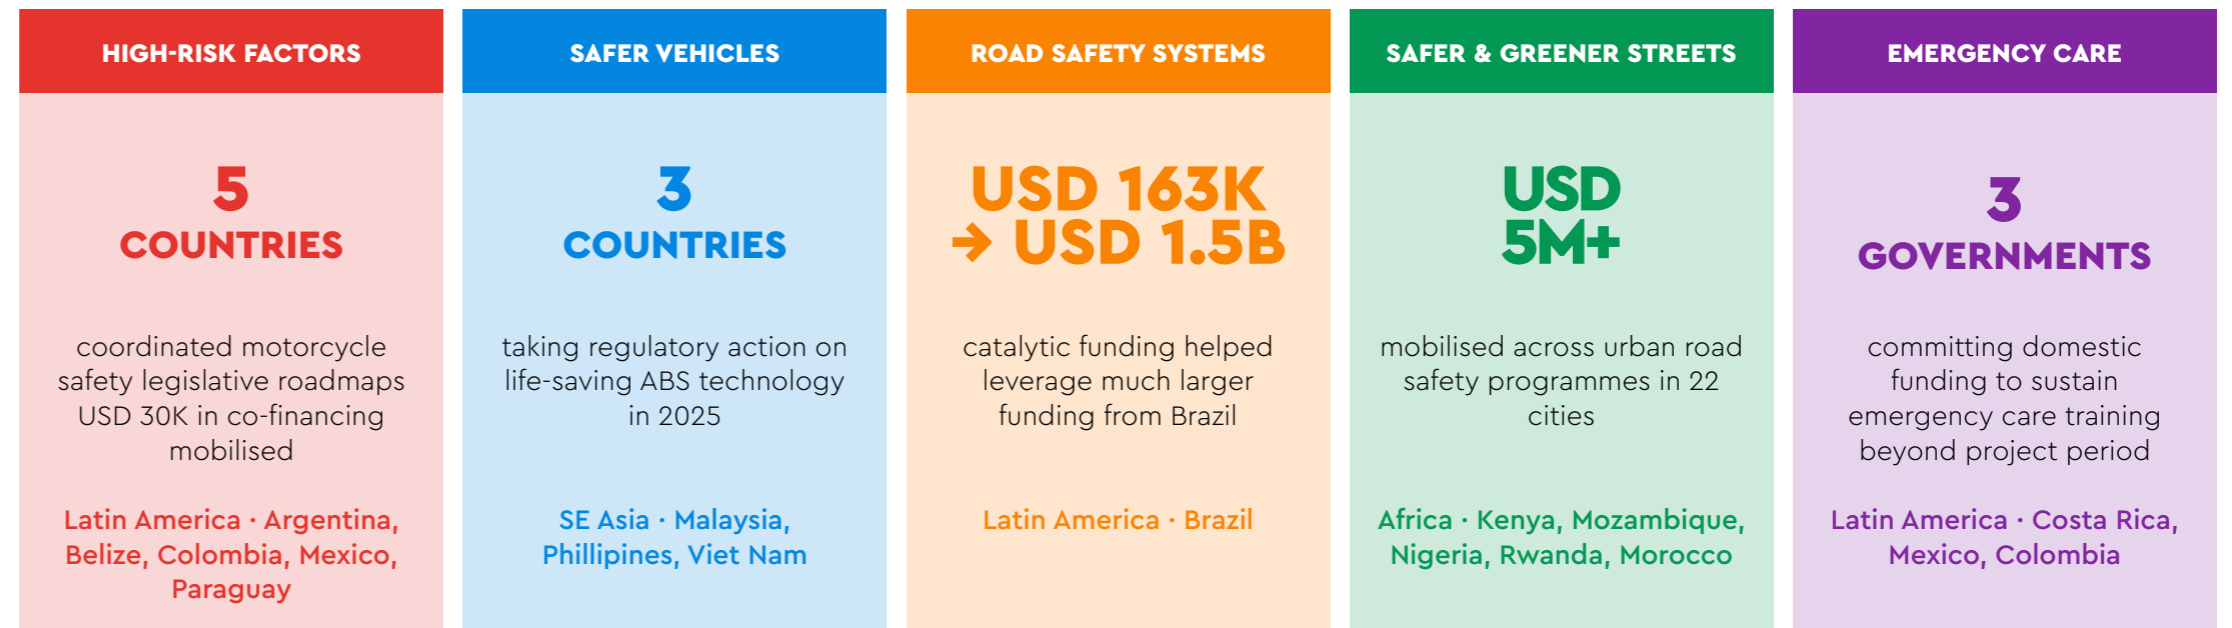 HIGH-RISK FACTORS
5
COUNTRIES
coordinated motorcycle
safety legislative roadmaps
USD 30K in co-financing
mobilised
Latin America · Argentina,
Belize, Colombia, Mexico,
Paraguay
SAFER VEHICLES
3
COUNTRIES
taking regulatory action on
life-saving ABS technology
in 2025
SE Asia · Malaysia,
Phillipines, Viet Nam
ROAD SAFETY SYSTEMS
USD 163K
→ USD 1.5B
catalytic funding helped
leverage much larger
funding from Brazil
Latin America · Brazil
SAFER & GREENER STREETS
USD
5M+
mobilised across urban road
safety programmes in 22
cities
Africa · Kenya, Mozambique,
Nigeria, Rwanda, Morocco
EMERGENCY CARE
3
GOVERNMENTS
committing domestic
funding to sustain
emergency care training
beyond project period
Latin America · Costa Rica,
Mexico, Colombia